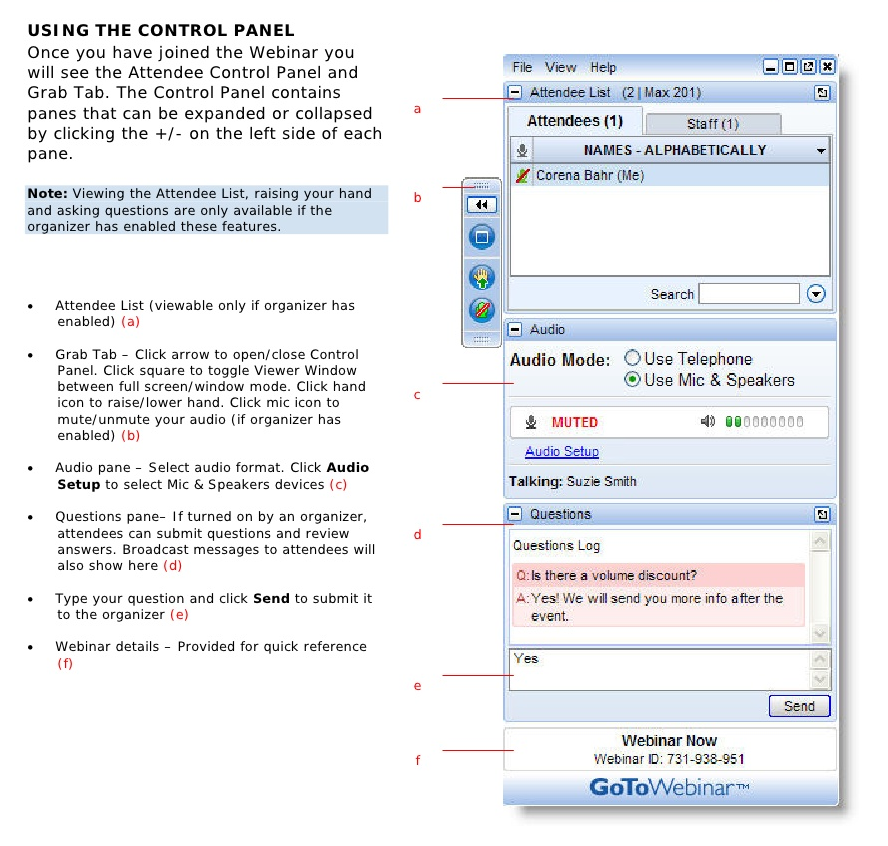 USING THE CONTROL PANEL
Once you have joined the Webinar you
will see the Attendee Control Panel and
Grab Tab. The Control Panel contains
panes that can be expanded or collapsed
by clicking the +/- on the left side of each
pane.
Note: Viewing the Attendee List, raising your hand
and asking questions are only available if the
organizer has enabled these features.
• Attendee List (viewable only if organizer has
enabled) (a)
• Grab Tab – Click arrow to open/close Control
Panel. Click square to toggle Viewer Window
between full screen/window mode. Click hand
icon to raise/lower hand. Click mic icon to
mute/unmute your audio (if organizer has
enabled) (b)
• Audio pane – Select audio format. Click Audio
Setup to select Mic & Speakers devices (c)
• Questions pane– If turned on by an organizer,
attendees can submit questions and review
answers. Broadcast messages to attendees will
also show here (d)
• Type your question and click Send to submit it
to the organizer (e)
• Webinar details – Provided for quick reference
(f)
a
b
c
d
e
f
File View Help
Attendee List (2 | Max 201)
Attendees (1) Staff (1)
NAMES - ALPHABETICALLY
Corena Bahr (Me)
Search
Audio
Audio Mode: Use Telephone
Use Mic & Speakers
MUTED
Audio Setup
Talking: Suzie Smith
Questions
Questions Log
Q: Is there a volume discount?
A: Yes! We will send you more info after the
event.
Yes
Send
Webinar Now
Webinar ID: 731-938-951
GoToWebinar™